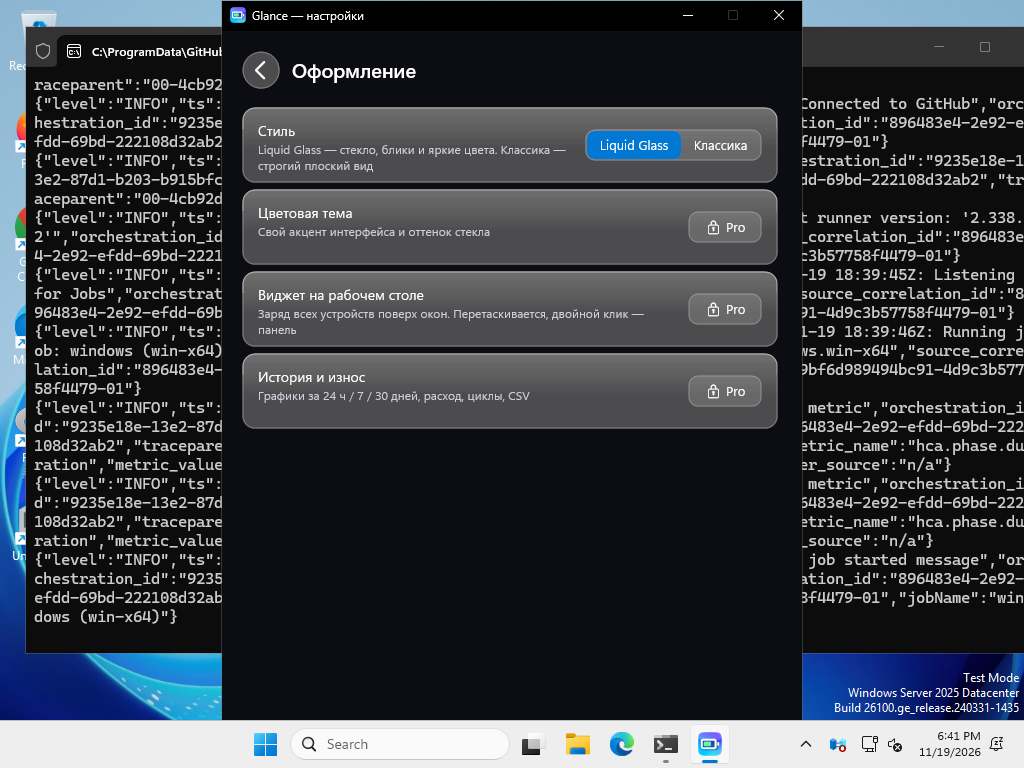 Glance — настройки
Оформление
Стиль
Liquid Glass — стекло, блики и яркие цвета. Классика —
строгий плоский вид
Liquid Glass
Классика
Цветовая тема
Свой акцент интерфейса и оттенок стекла
Pro
Виджет на рабочем столе
Заряд всех устройств поверх окон. Перетаскивается, двойной клик —
панель
Pro
История и износ
Графики за 24 ч / 7 / 30 дней, расход, циклы, CSV
Pro
C:\ProgramData\GitHub
raceparent":"00-4cb92
{"level":"INFO","ts":
Connected to GitHub","or
hestration_id":"9235e
tion_id":"896483e4-2e92-e
fdd-69bd-222108d32ab2
f4479-01"}
{"level":"INFO","ts":
estration_id":"9235e18e-1
3e2-87d1-b203-b915bfc
dd-69bd-222108d32ab2","tr
aceparent":"00-4cb92d
{"level":"INFO","ts":
t runner version: '2.338.
2'","orchestration_id
_correlation_id":"896483e
4-2e92-efdd-69bd-2221
c3b57758f4479-01"}
{"level":"INFO","ts":
-19 18:39:45Z: Listening
for Jobs","orchestrat
source_correlation_id":"8
96483e4-2e92-efdd-69b
91-4d9c3b57758f4479-01"}
{"level":"INFO","ts":
1-19 18:39:46Z: Running j
ob: windows (win-x64)
ws.win-x64","source_corre
lation_id":"896483e4-
9bf6d989494bc91-4d9c3b577
58f4479-01"}
{"level":"INFO","ts":
metric","orchestration_i
d":"9235e18e-13e2-87d
6483e4-2e92-efdd-69bd-222
108d32ab2","tracepare
etric_name":"hca.phase.du
ration","metric_value
er_source":"n/a"}
{"level":"INFO","ts":
metric","orchestration_i
d":"9235e18e-13e2-87d
6483e4-2e92-efdd-69bd-222
108d32ab2","tracepare
etric_name":"hca.phase.du
ration","metric_value
_source":"n/a"}
{"level":"INFO","ts":
job started message","or
chestration_id":"9235
ation_id":"896483e4-2e92-
efdd-69bd-222108d32ab
8f4479-01","jobName":"win
dows (win-x64)"}
Test Mode
Windows Server 2025 Datacenter
Build 26100.ge_release.240331-1435
Search
6:41 PM
11/19/2026